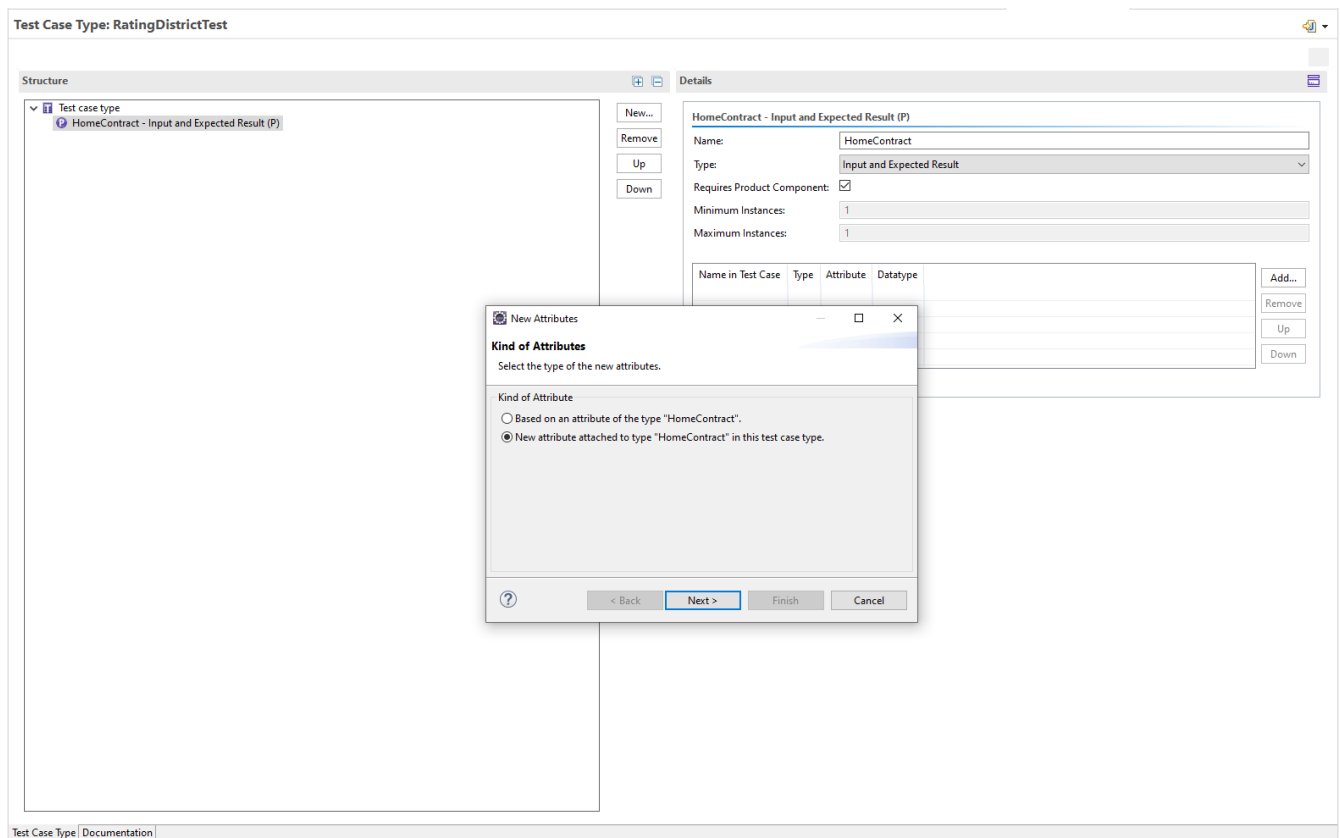 Test Case Type: RatingDistrictTest
Structure
Test case type
HomeContract - Input and Expected Result (P)
New...
Remove
Up
Down
Details
HomeContract - Input and Expected Result (P)
Name: HomeContract
Type: Input and Expected Result
Requires Product Component:
Minimum Instances: 1
Maximum Instances: 1
Name in Test Case Type Attribute Datatype
Add...
Remove
Up
Down
New Attributes
Kind of Attributes
Select the type of the new attributes.
Kind of Attribute
Based on an attribute of the type "HomeContract".
New attribute attached to type "HomeContract" in this test case type.
? < Back Next > Finish Cancel
Test Case Type Documentation